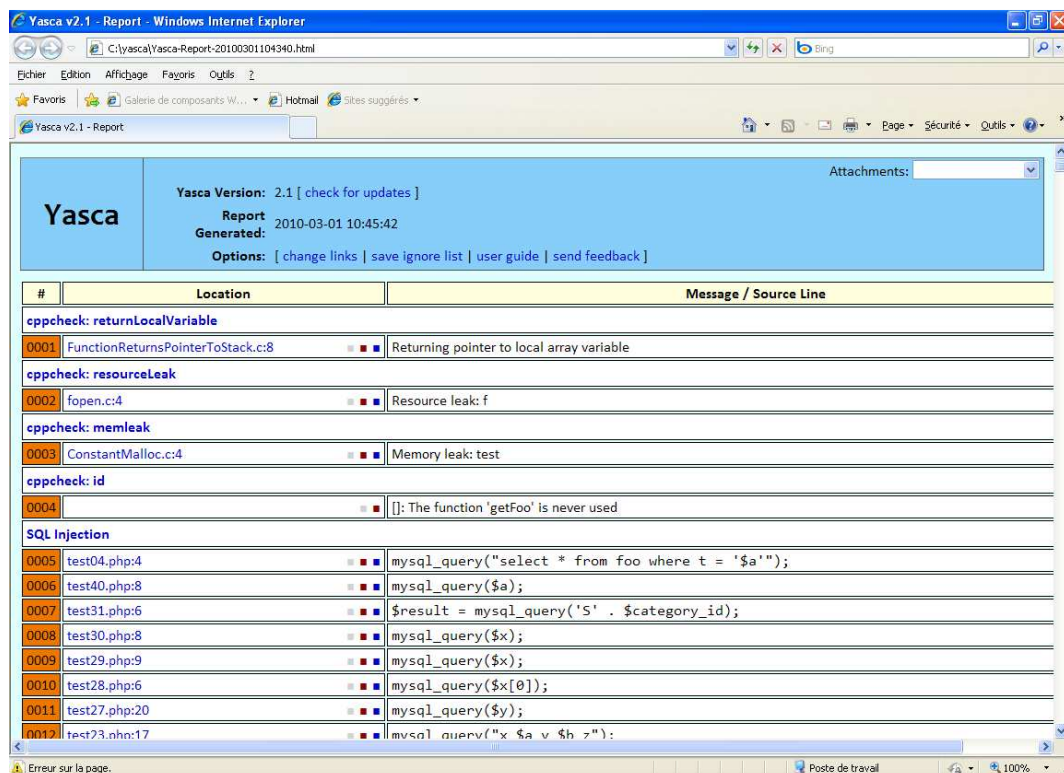 Yasca v2.1 - Report - Windows Internet Explorer
C:\yasca\Yasca-Report-20100301104340.html
Bing
Fichier Edition Affichage Favoris Outils ?
Favoris Galerie de composants W... Hotmail Sites suggérés
Yasca v2.1 - Report
Page Sécurité Outils
Attachments:
Yasca
Yasca Version: 2.1 [ check for updates ]
Report Generated: 2010-03-01 10:45:42
Options: [ change links | save ignore list | user guide | send feedback ]
# Location Message / Source Line
cppcheck: returnLocalVariable
0001 FunctionReturnsPointerToStack.c:8 Returning pointer to local array variable
cppcheck: resourceLeak
0002 fopen.c:4 Resource leak: f
cppcheck: memleak
0003 ConstantMalloc.c:4 Memory leak: test
cppcheck: id
0004 []: The function 'getFoo' is never used
SQL Injection
0005 test04.php:4 mysql_query("select * from foo where t = '$a'");
0006 test40.php:8 mysql_query($a);
0007 test31.php:6 $result = mysql_query('S' . $category_id);
0008 test30.php:8 mysql_query($x);
0009 test29.php:9 mysql_query($x);
0010 test28.php:6 mysql_query($x[0]);
0011 test27.php:20 mysql_query($y);
0012 test23.php:17 mysql_query("x $a y $b z");
Erreur sur la page. Poste de travail 100%